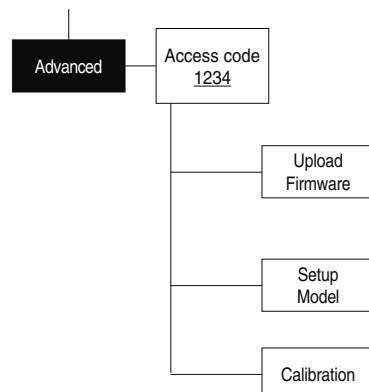 Advanced
Access code
1234
Upload
Firmware
Setup
Model
Calibration